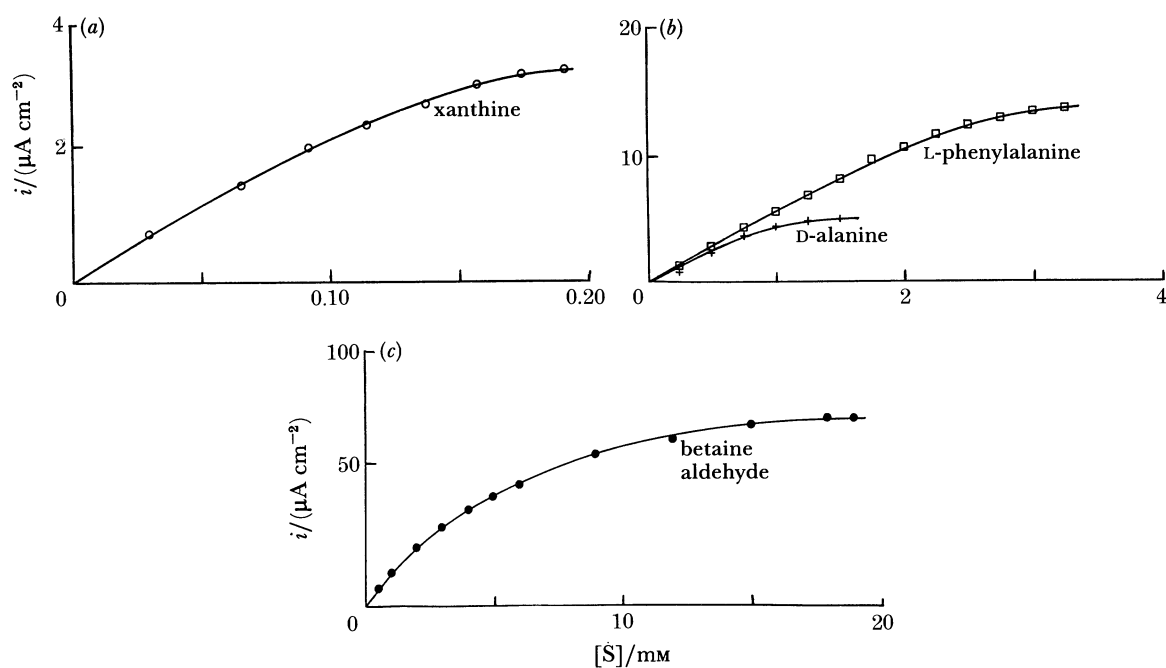 4
(a)
i/(μA cm⁻²)
2
xanthine
0
0.10
0.20
20
(b)
10
L-phenylalanine
D-alanine
0
2
4
100
(c)
i/(μA cm⁻²)
50
betaine
aldehyde
0
10
20
[Ṡ]/mM